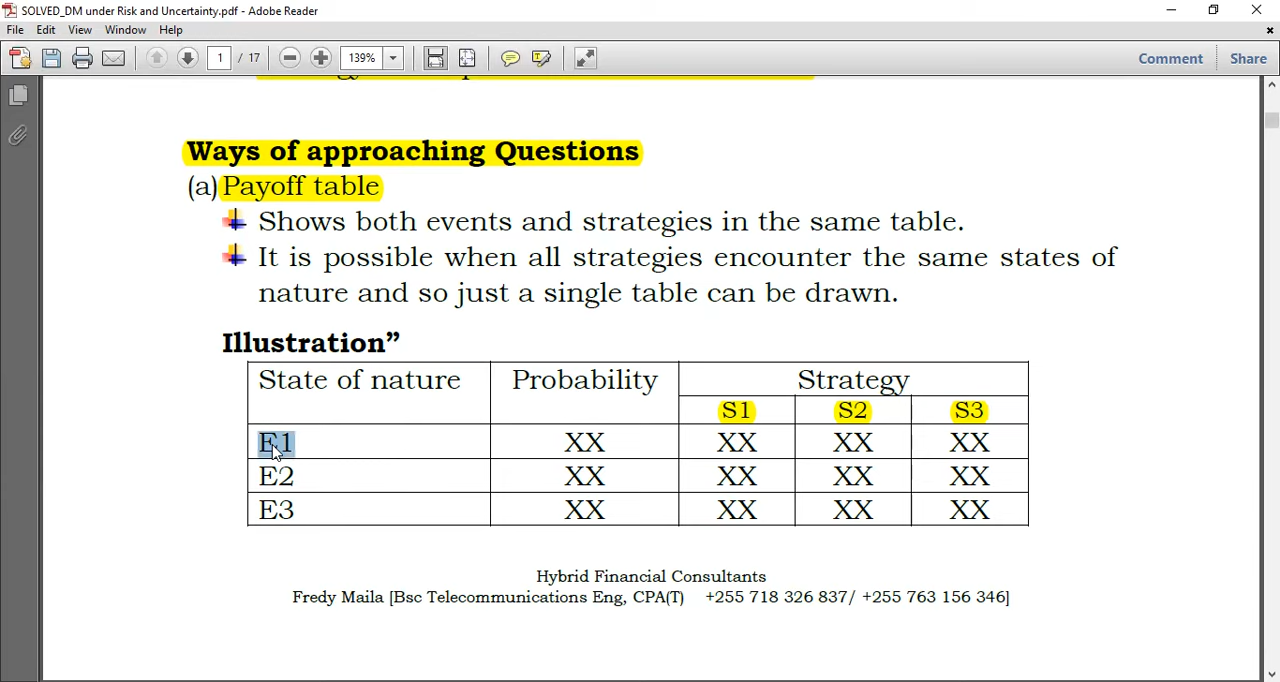 SOLVED_DM under Risk and Uncertainty.pdf - Adobe Reader
File Edit View Window Help
1 / 17 139% Comment Share
Ways of approaching Questions
(a) Payoff table
Shows both events and strategies in the same table.
It is possible when all strategies encounter the same states of
nature and so just a single table can be drawn.
Illustration”
State of nature Probability Strategy
S1 S2 S3
E1 XX XX XX XX
E2 XX XX XX XX
E3 XX XX XX XX
Hybrid Financial Consultants
Fredy Maila [Bsc Telecommunications Eng, CPA(T) +255 718 326 837/ +255 763 156 346]